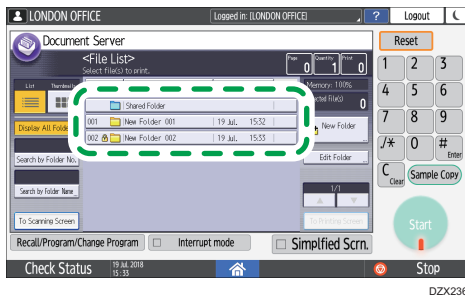 LONDON OFFICE
Logged in: [LONDON OFFICE]
?
Logout
Document Server
Reset
<File List>
Select file(s) to print.
Page 0
Quantity 1
Print 0
1 2 3
List
Thumbnails
Memory: 100%
Selected File(s) 0
4 5 6
Shared Folder
Display All Folders
001 New Folder 001 19 Jul. 15:32
New Folder
7 8 9
002 New Folder 002 19 Jul. 15:33
./* 0 # Enter
Search by Folder No.
Edit Folder
C Clear
Sample Copy
Search by Folder Name
1/1
To Scanning Screen
To Printing Screen
Start
Recall/Program/Change Program
Interrupt mode
Simplfied Scrn.
Check Status
19 Jul. 2018
15:33
Stop
DZX236